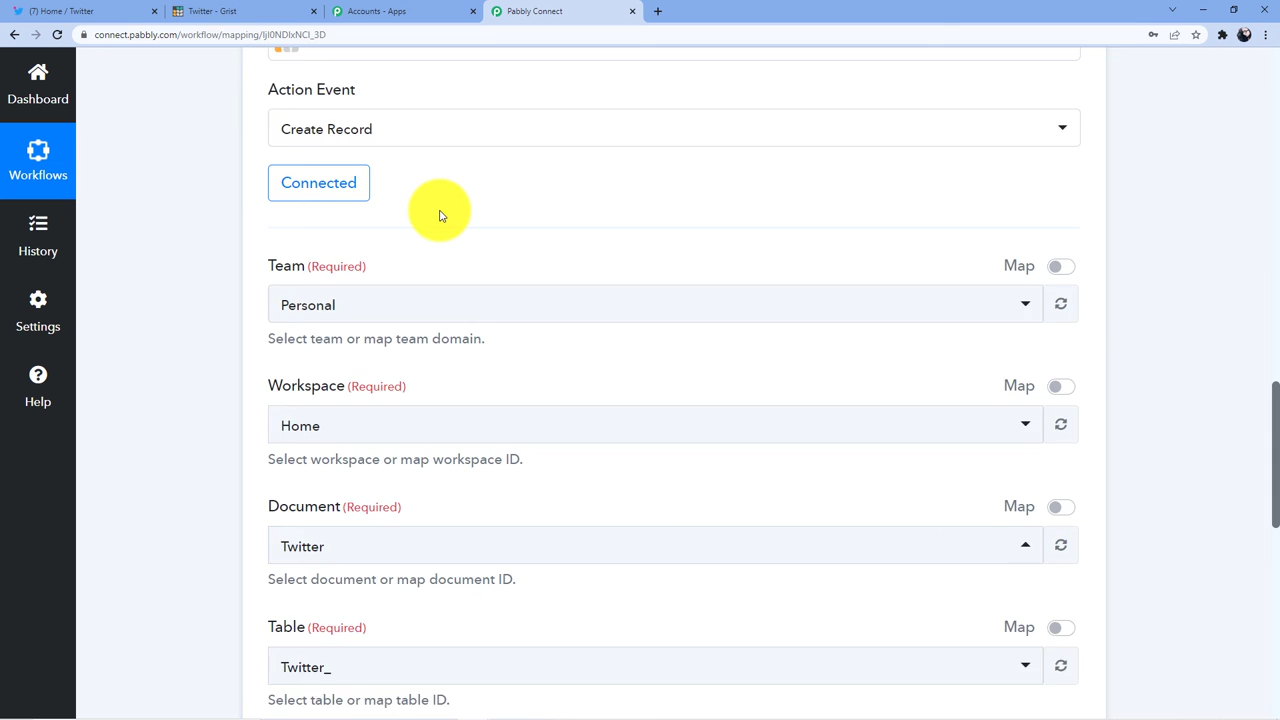 (7) Home / Twitter
Twitter - Grist
Accounts - Apps
Pabbly Connect
connect.pabbly.com/workflow/mapping/IjI0NDIxNCI_3D
Dashboard
Workflows
History
Settings
Help
Action Event
Create Record
Connected
Team (Required)
Map
Personal
Select team or map team domain.
Workspace (Required)
Map
Home
Select workspace or map workspace ID.
Document (Required)
Map
Twitter
Select document or map document ID.
Table (Required)
Map
Twitter_
Select table or map table ID.